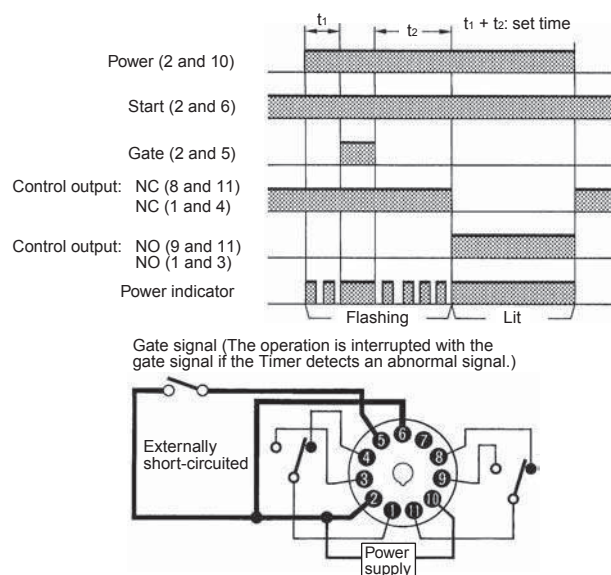 t₁ t₂ t₁ + t₂: set time
Power (2 and 10)
Start (2 and 6)
Gate (2 and 5)
Control output: NC (8 and 11)
NC (1 and 4)
Control output: NO (9 and 11)
NO (1 and 3)
Power indicator
Flashing Lit
Gate signal (The operation is interrupted with the
gate signal if the Timer detects an abnormal signal.)
Externally
short-circuited
5 6 7
4 8
3 9
2 10
1 11
Power
supply